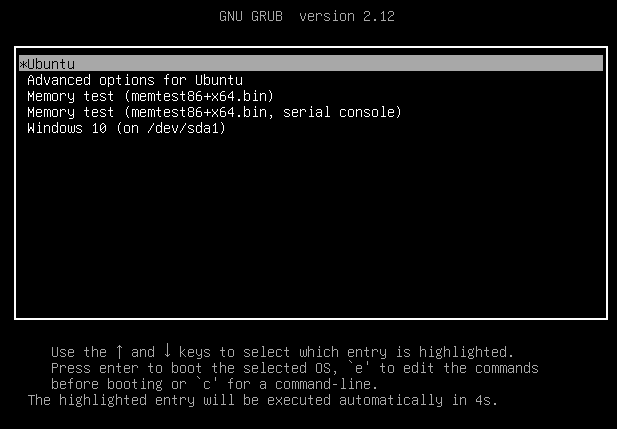 GNU GRUB  version 2.12
*Ubuntu
Advanced options for Ubuntu
Memory test (memtest86+x64.bin)
Memory test (memtest86+x64.bin, serial console)
Windows 10 (on /dev/sda1)
Use the ↑ and ↓ keys to select which entry is highlighted.
Press enter to boot the selected OS, `e' to edit the commands
before booting or `c' for a command-line.
The highlighted entry will be executed automatically in 4s.